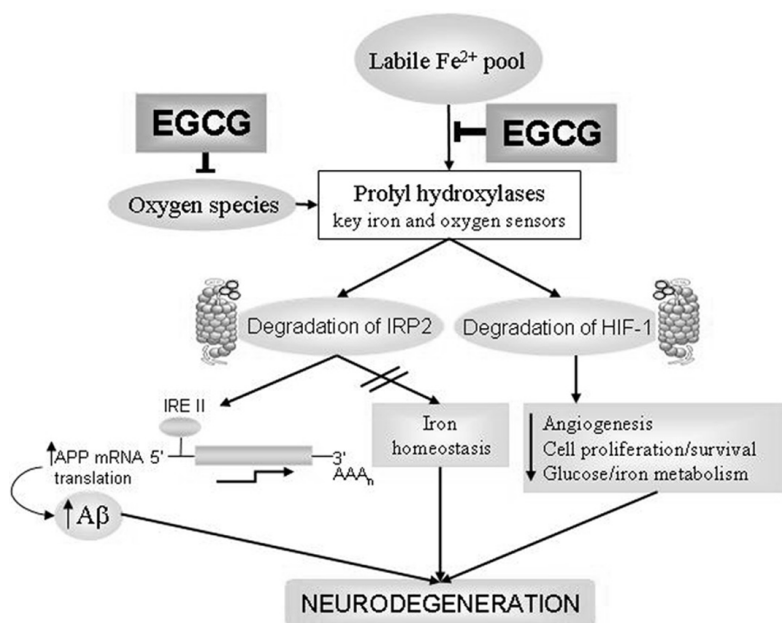 Labile Fe²⁺ pool
EGCG
EGCG
Oxygen species
Prolyl hydroxylases
key iron and oxygen sensors
Degradation of IRP2
Degradation of HIF-1
IRE II
APP mRNA 5'
translation
3'
AAAₙ
Iron
homeostasis
Angiogenesis
Cell proliferation/survival
Glucose/iron metabolism
↑Aβ
NEURODEGENERATION